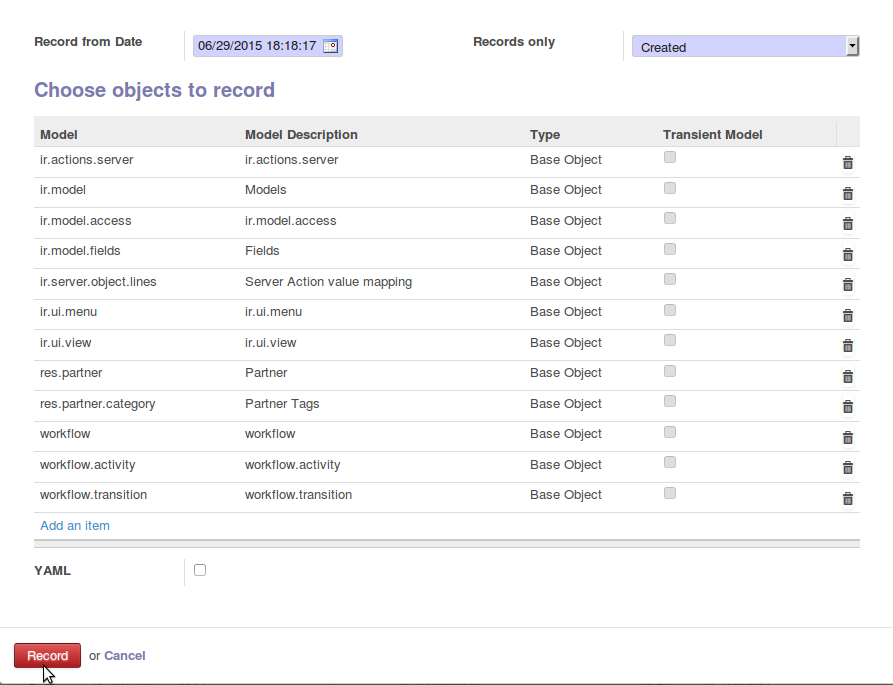 Record from Date 06/29/2015 18:18:17 Records only Created
Choose objects to record
Model Model Description Type Transient Model
ir.actions.server ir.actions.server Base Object
ir.model Models Base Object
ir.model.access ir.model.access Base Object
ir.model.fields Fields Base Object
ir.server.object.lines Server Action value mapping Base Object
ir.ui.menu ir.ui.menu Base Object
ir.ui.view ir.ui.view Base Object
res.partner Partner Base Object
res.partner.category Partner Tags Base Object
workflow workflow Base Object
workflow.activity workflow.activity Base Object
workflow.transition workflow.transition Base Object
Add an item
YAML
Record or Cancel